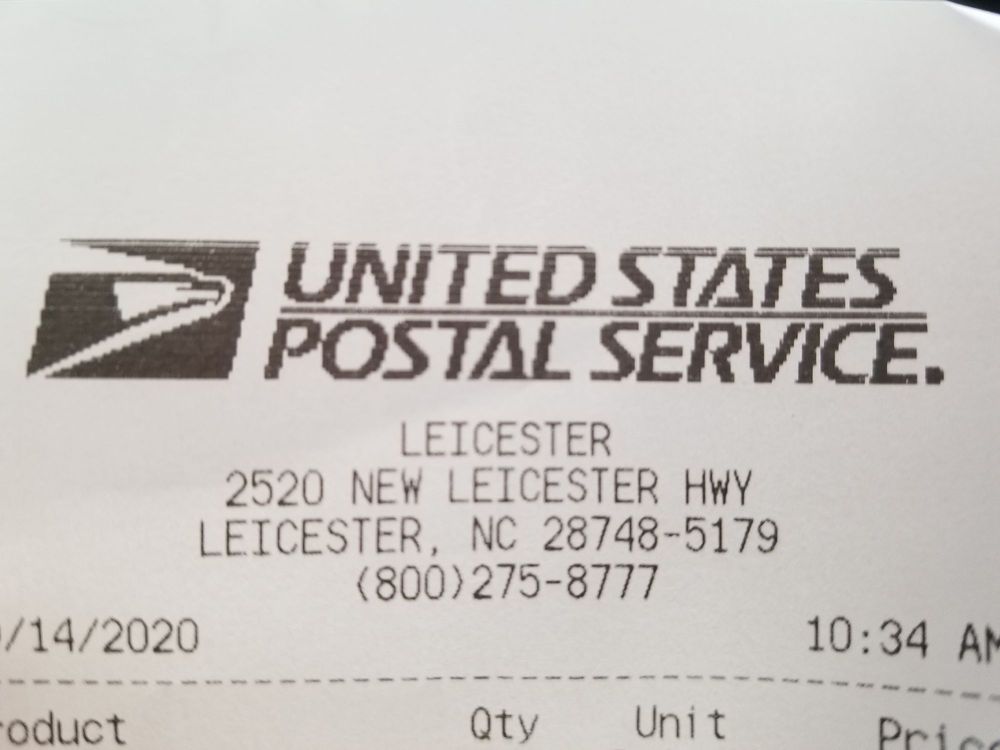 UNITED STATES
POSTAL SERVICE.
LEICESTER
2520 NEW LEICESTER HWY
LEICESTER, NC 28748-5179
(800)275-8777
/14/2020 10:34 AM
roduct Qty Unit Pric